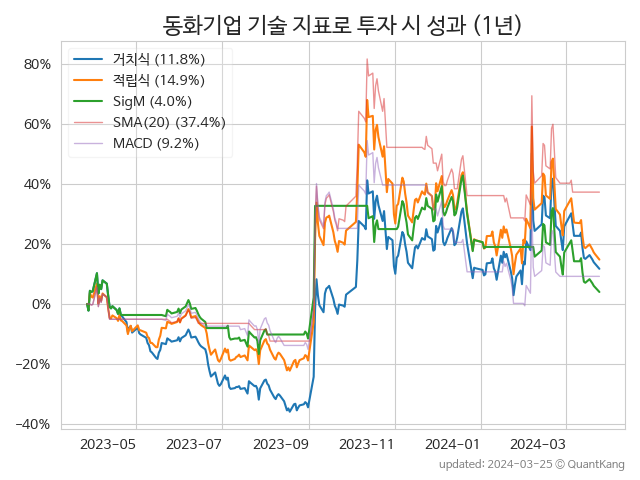 동화기업 기술 지표로 투자 시 성과 (1년)
거치식 (11.8%)
적립식 (14.9%)
SigM (4.0%)
SMA(20) (37.4%)
MACD (9.2%)
80%
60%
40%
20%
0%
−20%
−40%
2023-05 2023-07 2023-09 2023-11 2024-01 2024-03
updated: 2024-03-25 © QuantKang